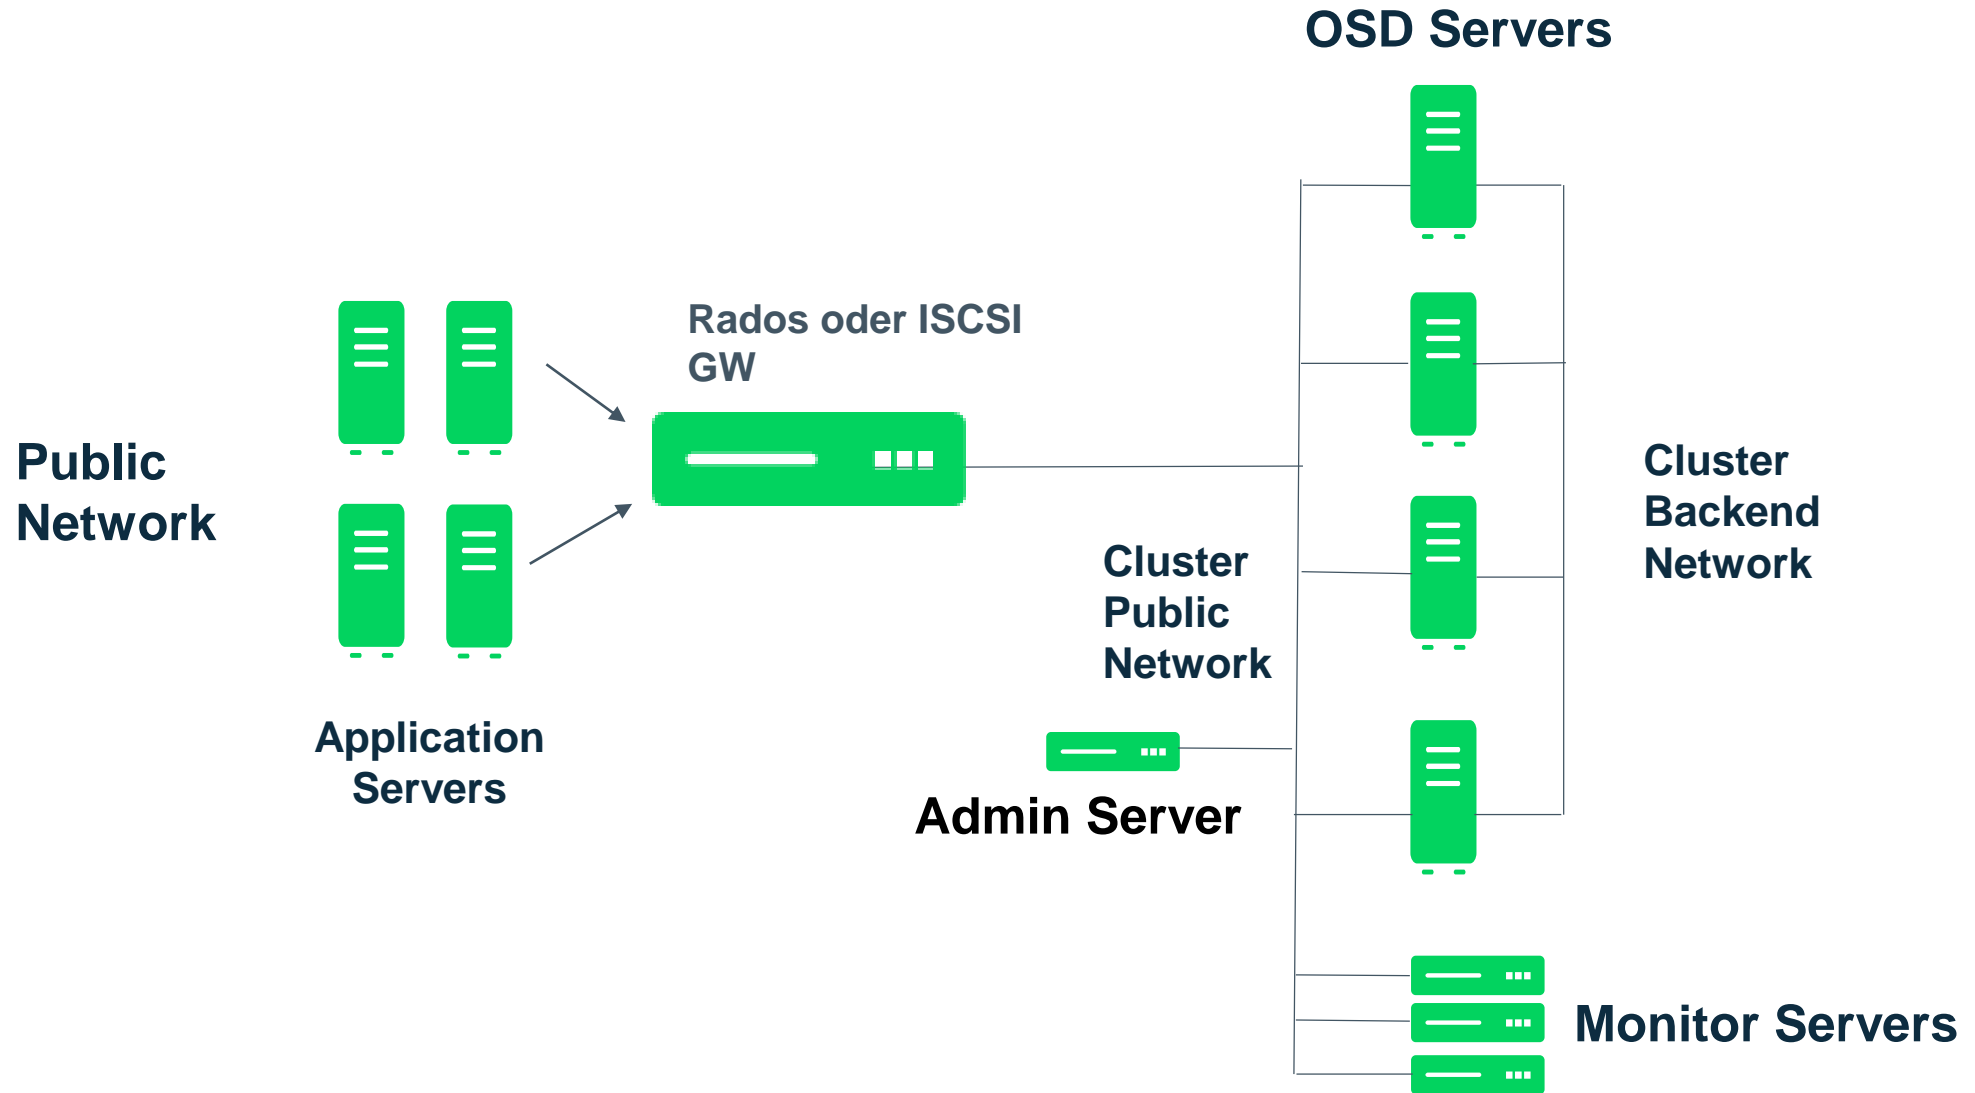 OSD Servers
Rados oder ISCSI
GW
Public
Network
Cluster
Backend
Network
Cluster
Public
Network
Application
Servers
Admin Server
Monitor Servers